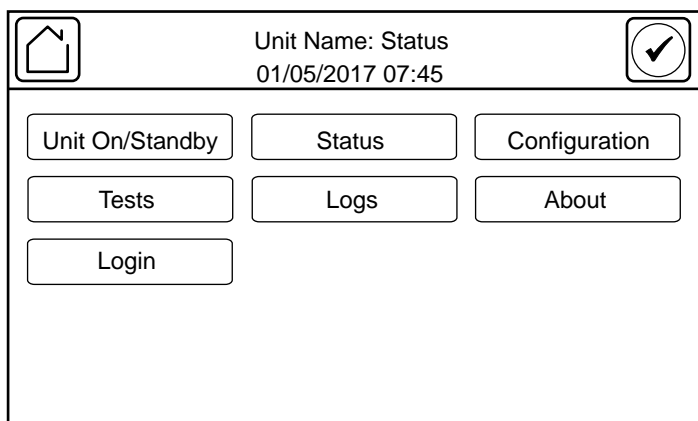 Unit Name: Status
01/05/2017 07:45
Unit On/Standby
Status
Configuration
Tests
Logs
About
Login